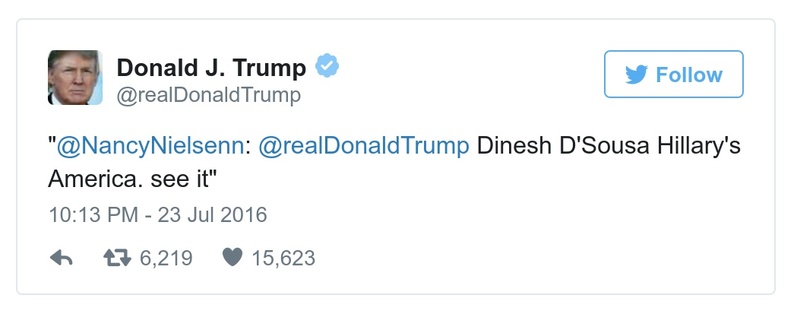 Donald J. Trump
@realDonaldTrump
Follow
"@NancyNielsenn: @realDonaldTrump Dinesh D'Sousa Hillary's
America. see it"
10:13 PM - 23 Jul 2016
6,219 15,623